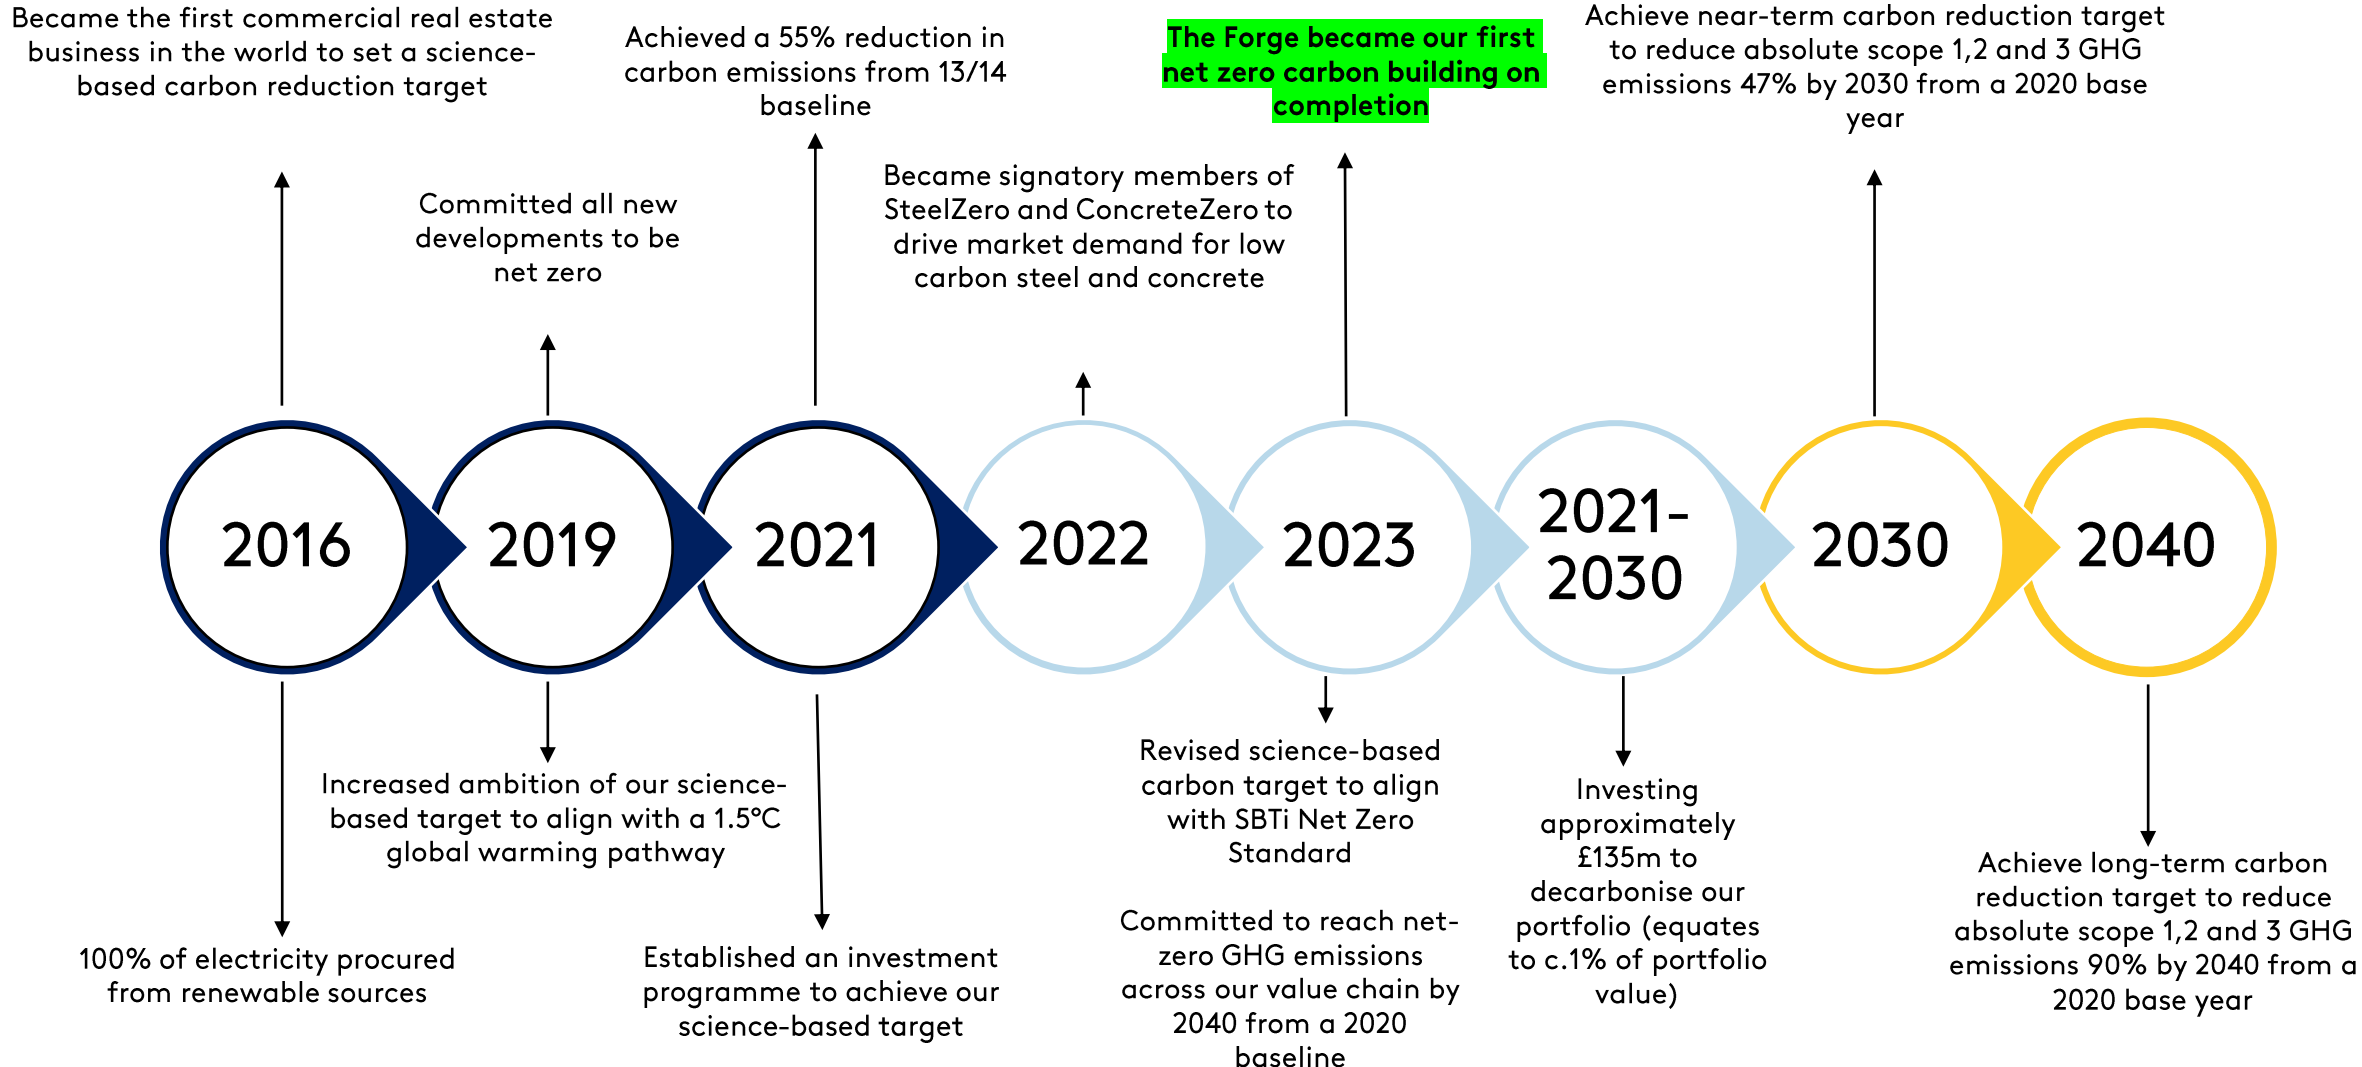 Became the first commercial real estate
business in the world to set a science-
based carbon reduction target
Achieved a 55% reduction in
carbon emissions from 13/14
baseline
The Forge became our first
net zero carbon building on
completion
Achieve near-term carbon reduction target
to reduce absolute scope 1,2 and 3 GHG
emissions 47% by 2030 from a 2020 base
year
Committed all new
developments to be
net zero
Became signatory members of
SteelZero and ConcreteZero to
drive market demand for low
carbon steel and concrete
2016
2019
2021
2022
2023
2021-
2030
2030
2040
100% of electricity procured
from renewable sources
Increased ambition of our science-
based target to align with a 1.5°C
global warming pathway
Established an investment
programme to achieve our
science-based target
Revised science-based
carbon target to align
with SBTi Net Zero
Standard
Committed to reach net-
zero GHG emissions
across our value chain by
2040 from a 2020
baseline
Investing
approximately
£135m to
decarbonise our
portfolio (equates
to c.1% of portfolio
value)
Achieve long-term carbon
reduction target to reduce
absolute scope 1,2 and 3 GHG
emissions 90% by 2040 from a
2020 base year